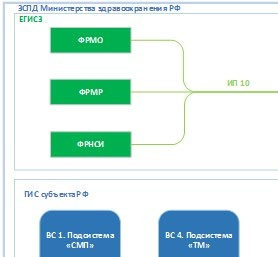 ЗСПД Министерства здравоохранения РФ
ЕГИСЗ
ФРМО
ФРМР
ИП 10
ФРНСИ
ГИС субъекта РФ
ВС 1. Подсистема
«СМП»
ВС 4. Подсистема
«ТМ»